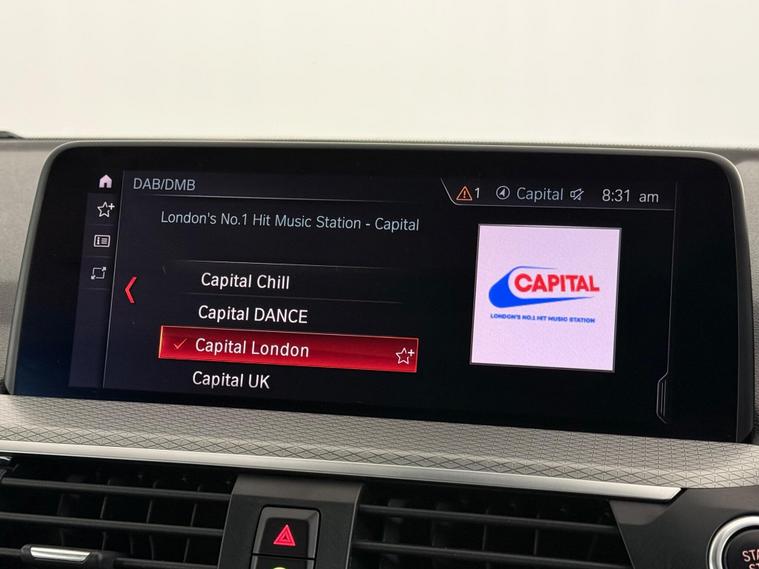 DAB/DMB
1 Capital 8:31 am
London's No.1 Hit Music Station - Capital
Capital Chill
Capital DANCE
Capital London
Capital UK
CAPITAL
LONDON'S NO.1 HIT MUSIC STATION